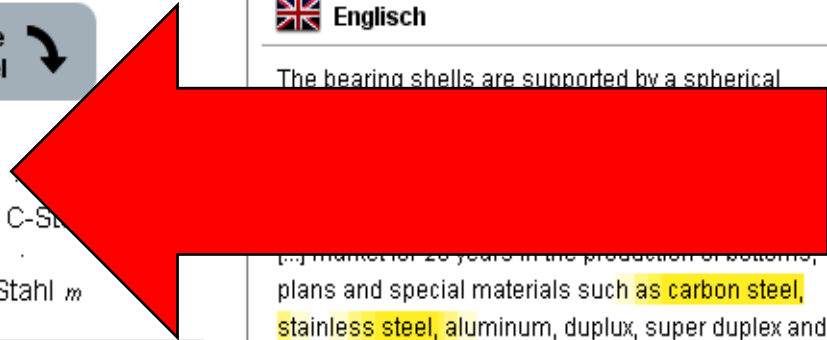 C-St
Stahl m
Englisch
The bearing shells are supported by a spherical
[...] market for 20 years in the production of bottoms,
plans and special materials such as carbon steel,
stainless steel, aluminum, duplux, super duplex and